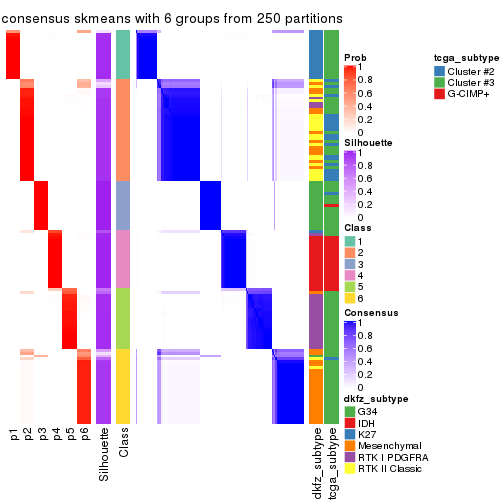 consensus skmeans with 6 groups from 250 partitions
p1
p2
p3
p4
p5
p6
Silhouette
Class
dkfz_subtype
tcga_subtype
Prob
1
0.8
0.6
0.4
0.2
0
Silhouette
1
0.8
0.6
0.4
0.2
0
Class
1
2
3
4
5
6
Consensus
1
0.8
0.6
0.4
0.2
0
dkfz_subtype
G34
IDH
K27
Mesenchymal
RTK I PDGFRA
RTK II Classic
tcga_subtype
Cluster #2
Cluster #3
G-CIMP+